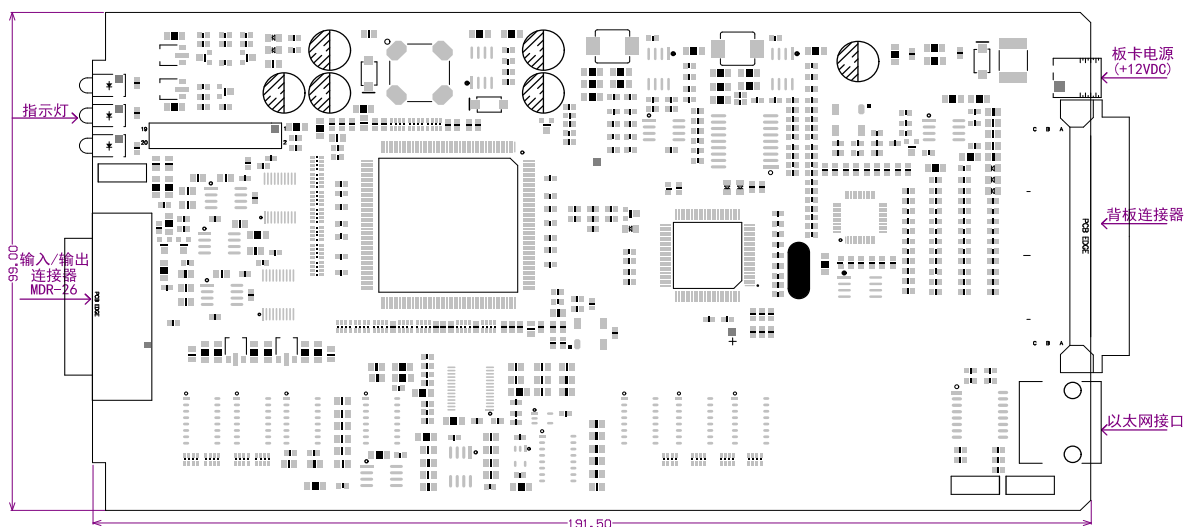 板卡电源
(+12VDC)
指示灯
19
1
20
2
C B A
背板连接器
PCB EDGE
99.00
输入/输出
连接器
MDR-26
PCB EDGE
C B A
以太网接口
191.50